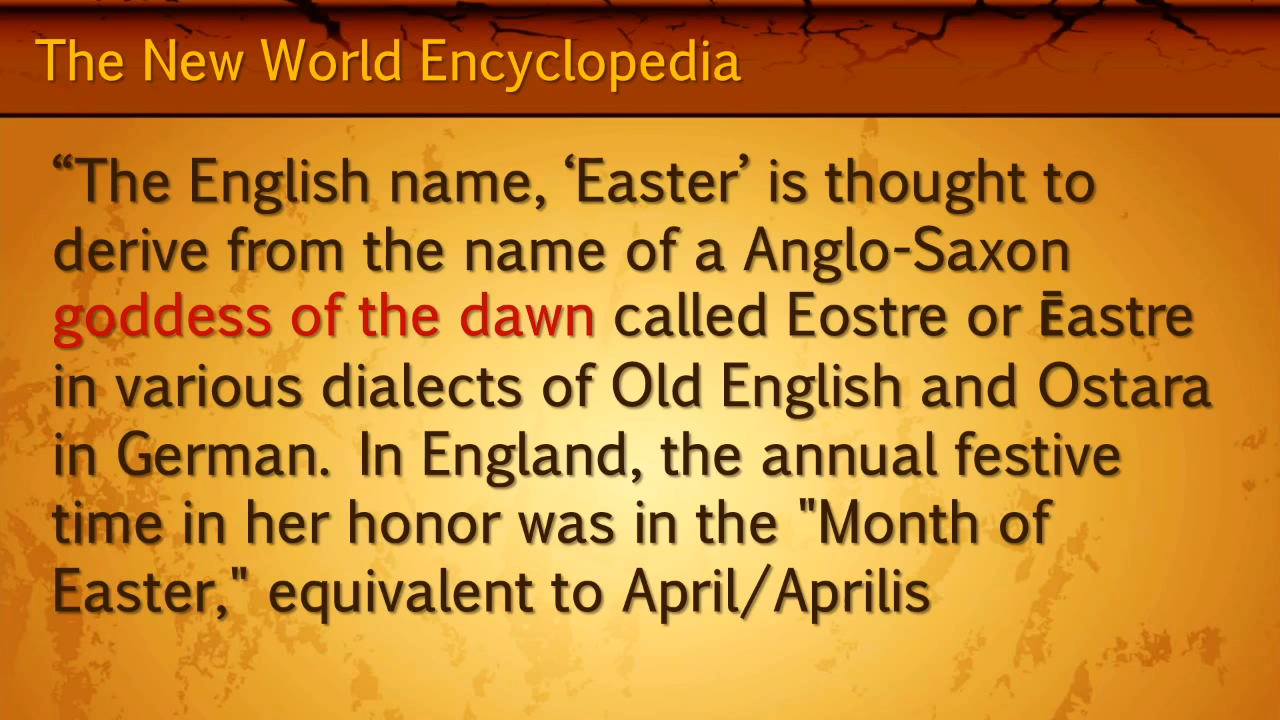 The New World Encyclopedia
“The English name, ‘Easter’ is thought to
derive from the name of a Anglo-Saxon
goddess of the dawn called Eostre or Ēastre
in various dialects of Old English and Ostara
in German. In England, the annual festive
time in her honor was in the "Month of
Easter," equivalent to April/Aprilis